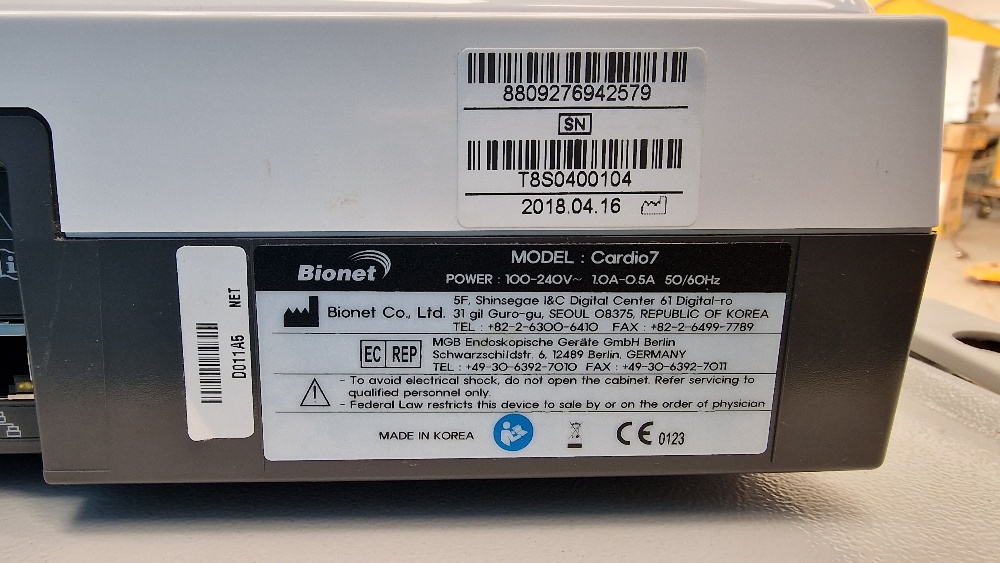 8809276942579
SN
T8S0400104
2018.04.16
Bionet
MODEL : Cardio7
POWER : 100-240V~ 1.0A-0.5A 50/60Hz
Bionet Co., Ltd.
5F, Shinsegae I&C Digital Center 61 Digital-ro
31 gil Guro-gu, SEOUL 08375, REPUBLIC OF KOREA
TEL : +82-2-6300-6410 FAX : +82-2-6499-7789
EC REP
MGB Endoskopische Geräte GmbH Berlin
Schwarzschildstr. 6, 12489 Berlin, GERMANY
TEL : +49-30-6392-7010 FAX : +49-30-6392-7011
- To avoid electrical shock, do not open the cabinet. Refer servicing to
qualified personnel only.
- Federal Law restricts this device to sale by or on the order of physician
MADE IN KOREA
CE 0123
D011A5
NET